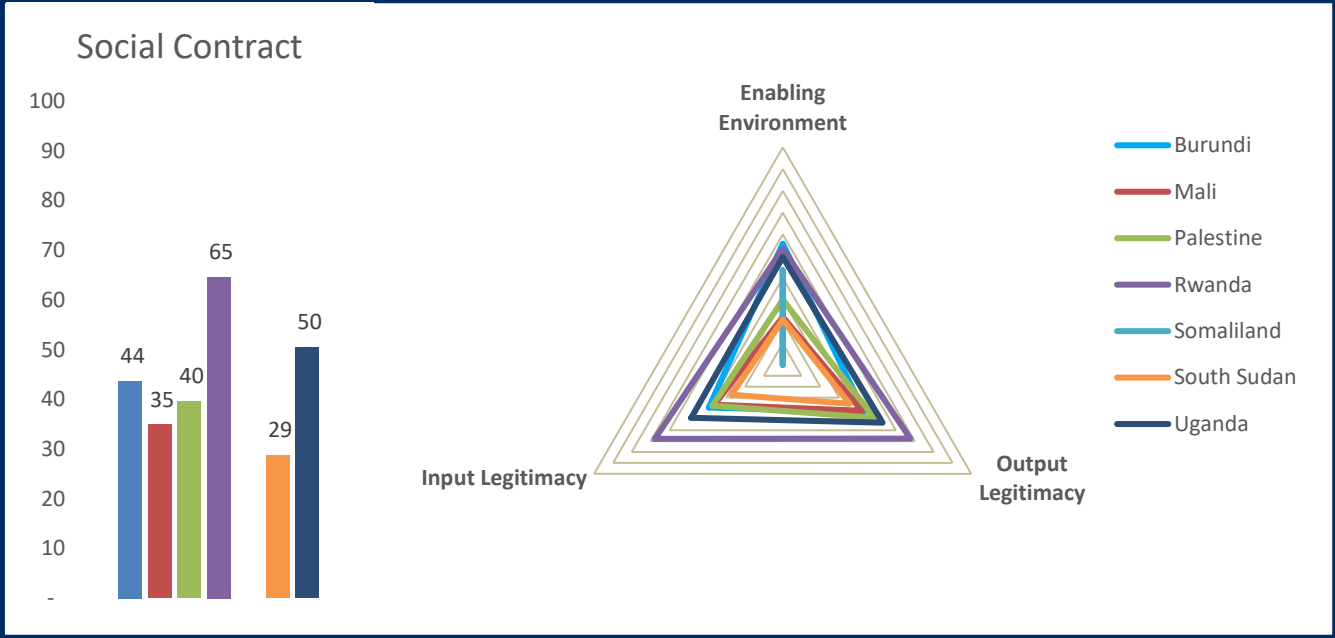 Social Contract
100
90
80
70
60
50
40
30
20
10
-
44
35
40
65
29
50
Enabling
Environment
Input Legitimacy
Output
Legitimacy
Burundi
Mali
Palestine
Rwanda
Somaliland
South Sudan
Uganda